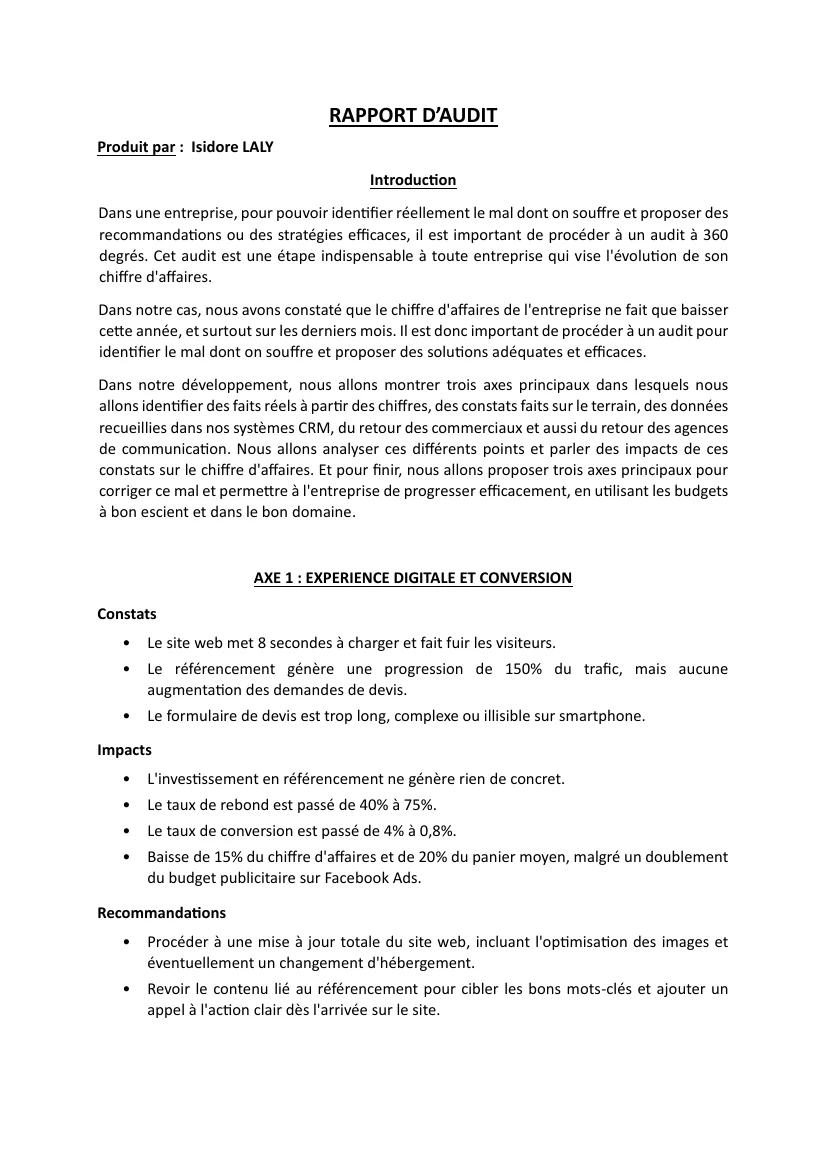 RAPPORT D’AUDIT
Produit par : Isidore LALY
Introduction
Dans une entreprise, pour pouvoir identifier réellement le mal dont on souffre et proposer des
recommandations ou des stratégies efficaces, il est important de procéder à un audit à 360
degrés. Cet audit est une étape indispensable à toute entreprise qui vise l'évolution de son
chiffre d'affaires.
Dans notre cas, nous avons constaté que le chiffre d'affaires de l'entreprise ne fait que baisser
cette année, et surtout sur les derniers mois. Il est donc important de procéder à un audit pour
identifier le mal dont on souffre et proposer des solutions adéquates et efficaces.
Dans notre développement, nous allons montrer trois axes principaux dans lesquels nous
allons identifier des faits réels à partir des chiffres, des constats faits sur le terrain, des données
recueillies dans nos systèmes CRM, du retour des commerciaux et aussi du retour des agences
de communication. Nous allons analyser ces différents points et parler des impacts de ces
constats sur le chiffre d'affaires. Et pour finir, nous allons proposer trois axes principaux pour
corriger ce mal et permettre à l'entreprise de progresser efficacement, en utilisant les budgets
à bon escient et dans le bon domaine.
AXE 1 : EXPERIENCE DIGITALE ET CONVERSION
Constats
• Le site web met 8 secondes à charger et fait fuir les visiteurs.
• Le référencement génère une progression de 150% du trafic, mais aucune
augmentation des demandes de devis.
• Le formulaire de devis est trop long, complexe ou illisible sur smartphone.
Impacts
• L'investissement en référencement ne génère rien de concret.
• Le taux de rebond est passé de 40% à 75%.
• Le taux de conversion est passé de 4% à 0,8%.
• Baisse de 15% du chiffre d'affaires et de 20% du panier moyen, malgré un doublement
du budget publicitaire sur Facebook Ads.
Recommandations
• Procéder à une mise à jour totale du site web, incluant l'optimisation des images et
éventuellement un changement d'hébergement.
• Revoir le contenu lié au référencement pour cibler les bons mots-clés et ajouter un
appel à l'action clair dès l'arrivée sur le site.